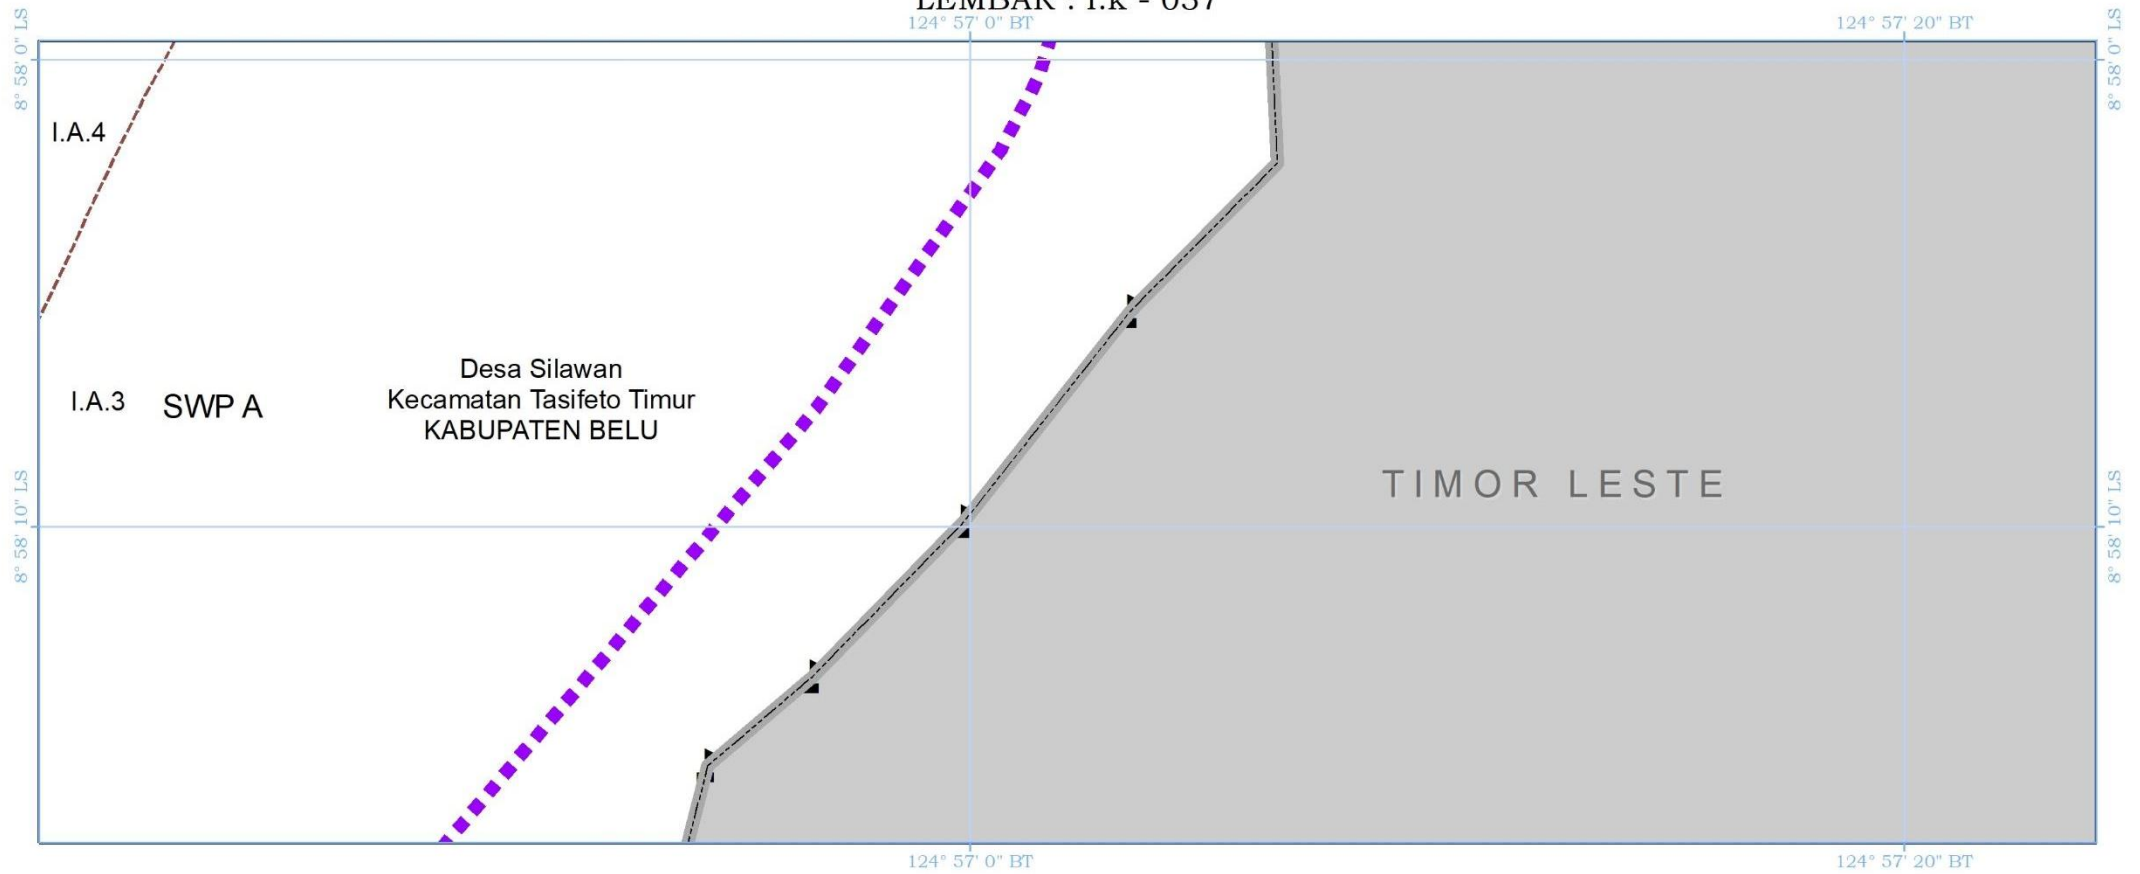 LEMBAR : I.k - 037
124° 57' 0" BT
124° 57' 20" BT
8° 58' 0" LS
8° 58' 0" LS
I.A.4
Desa Silawan
Kecamatan Tasifeto Timur
KABUPATEN BELU
I.A.3
SWP A
TIMOR LESTE
8° 58' 10" LS
8° 58' 10" LS
124° 57' 0" BT
124° 57' 20" BT